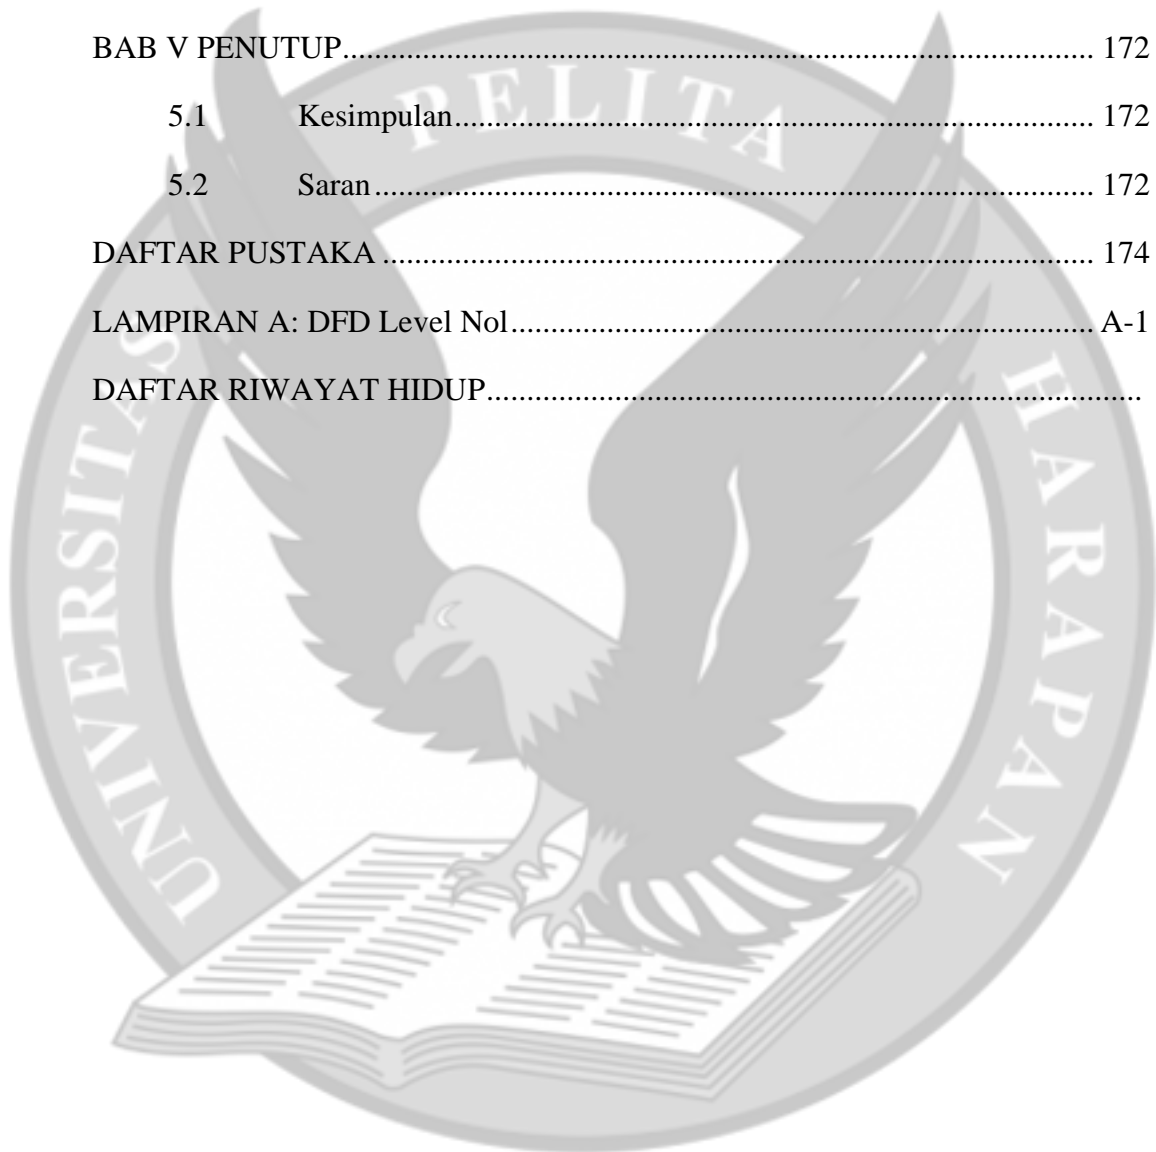 BAB V PENUTUP.................................................................................... 172
5.1 Kesimpulan.................................................................................... 172
5.2 Saran.................................................................................... 172
DAFTAR PUSTAKA.................................................................................... 174
LAMPIRAN A: DFD Level Nol.................................................................................... A-1
DAFTAR RIWAYAT HIDUP....................................................................................
UNIVERSITAS PELITA HARAPAN